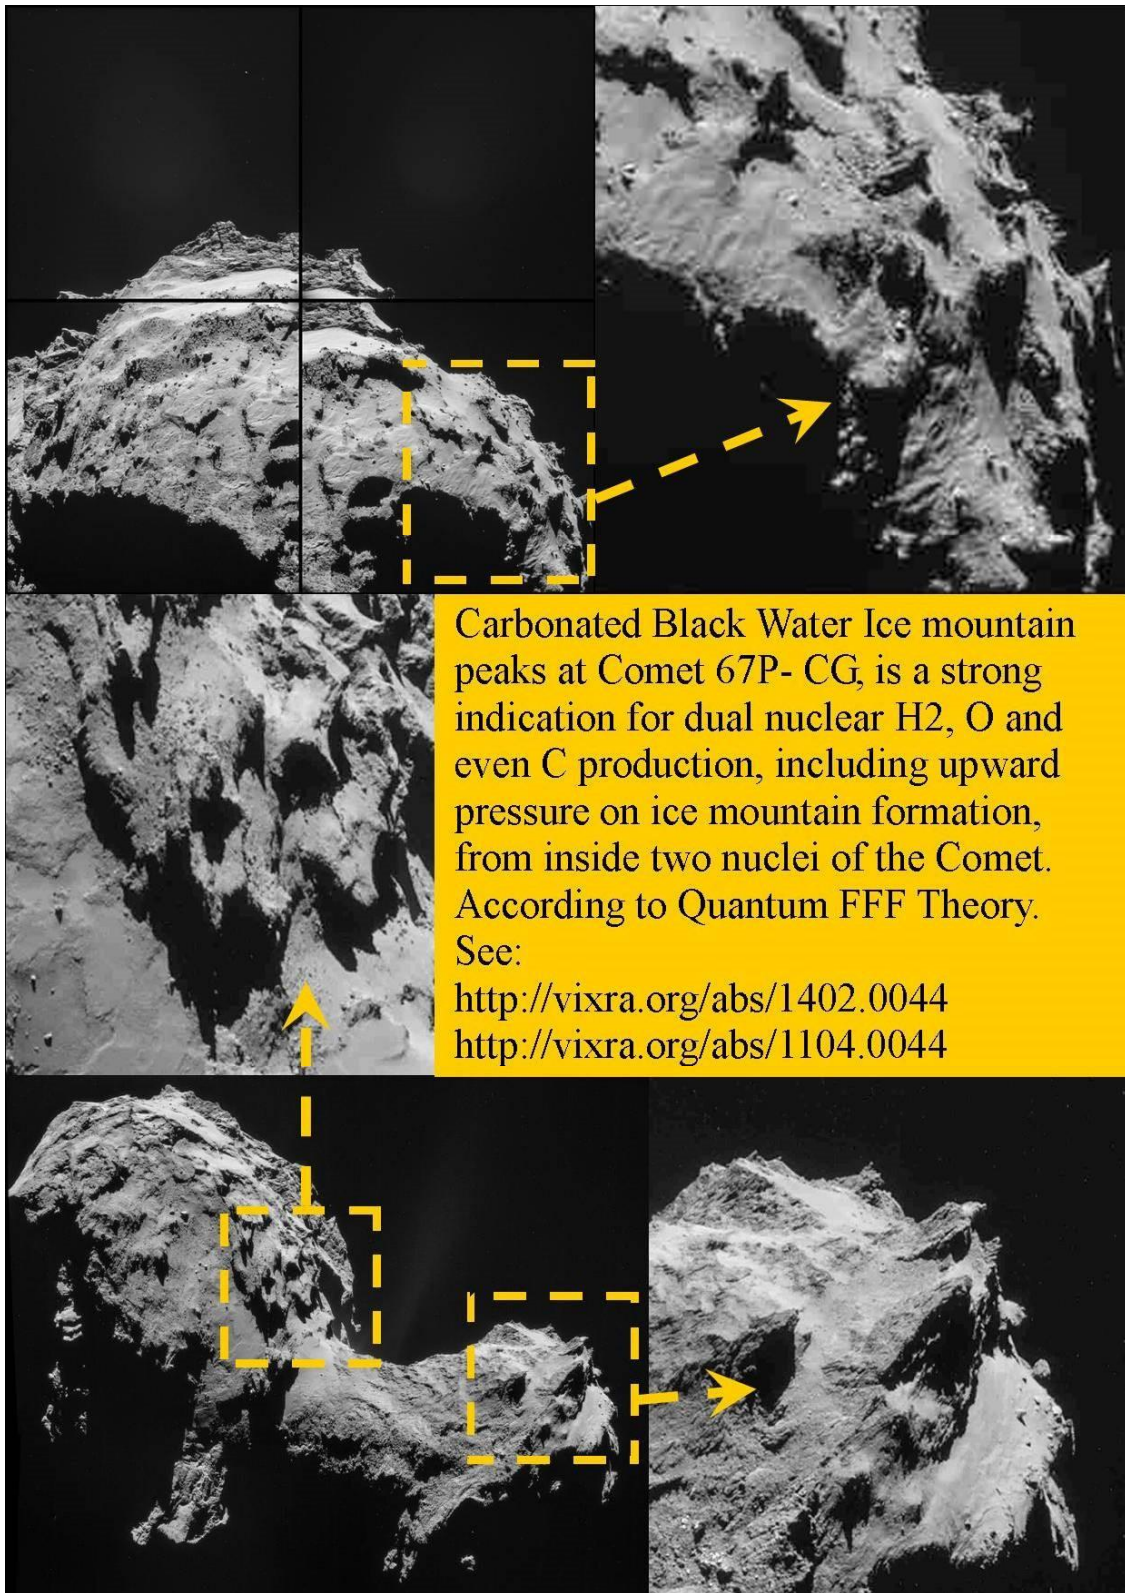 Carbonated Black Water Ice mountain
peaks at Comet 67P- CG, is a strong
indication for dual nuclear H2, O and
even C production, including upward
pressure on ice mountain formation,
from inside two nuclei of the Comet.
According to Quantum FFF Theory.
See:
http://vixra.org/abs/1402.0044
http://vixra.org/abs/1104.0044